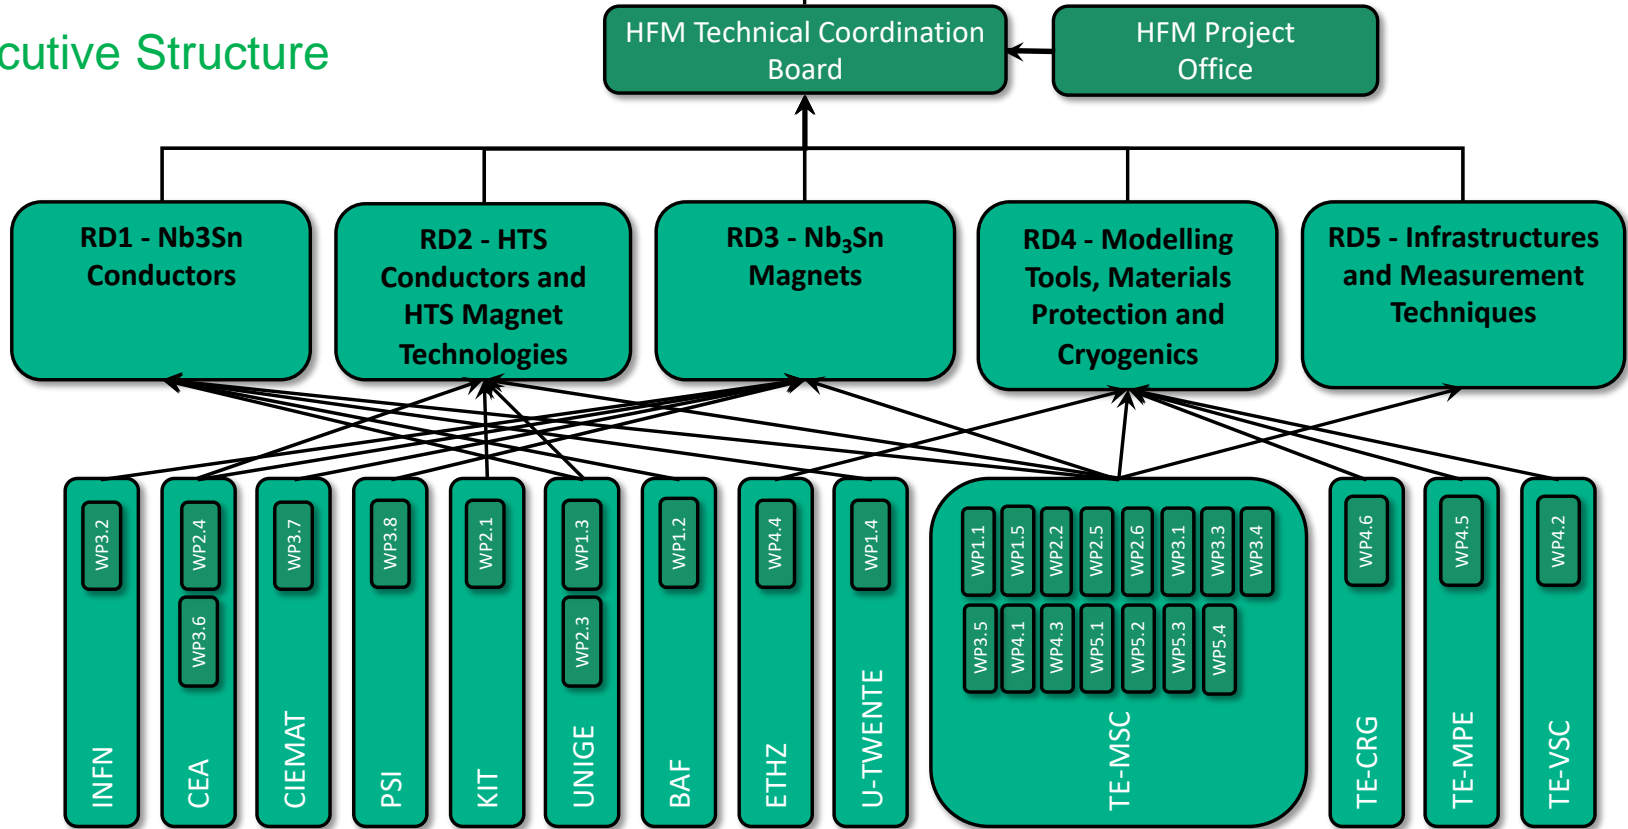 cutive Structure
HFM Technical Coordination
Board
HFM Project
Office
RD1 - Nb3Sn
Conductors
RD2 - HTS
Conductors and
HTS Magnet
Technologies
RD3 - Nb₃Sn
Magnets
RD4 - Modelling
Tools, Materials
Protection and
Cryogenics
RD5 - Infrastructures
and Measurement
Techniques
WP3.2
INFN
WP2.4
WP3.6
CEA
WP3.7
CIEMAT
WP3.8
PSI
WP2.1
KIT
WP1.3
WP2.3
UNIGE
WP1.2
BAF
WP4.4
ETHZ
WP1.4
U-TWENTE
WP1.1
WP1.5
WP2.2
WP2.5
WP2.6
WP3.1
WP3.3
WP3.4
WP3.5
WP4.1
WP4.3
WP5.1
WP5.2
WP5.3
WP5.4
TE-MSC
WP4.6
TE-CRG
WP4.5
TE-MPE
WP4.2
TE-VSC